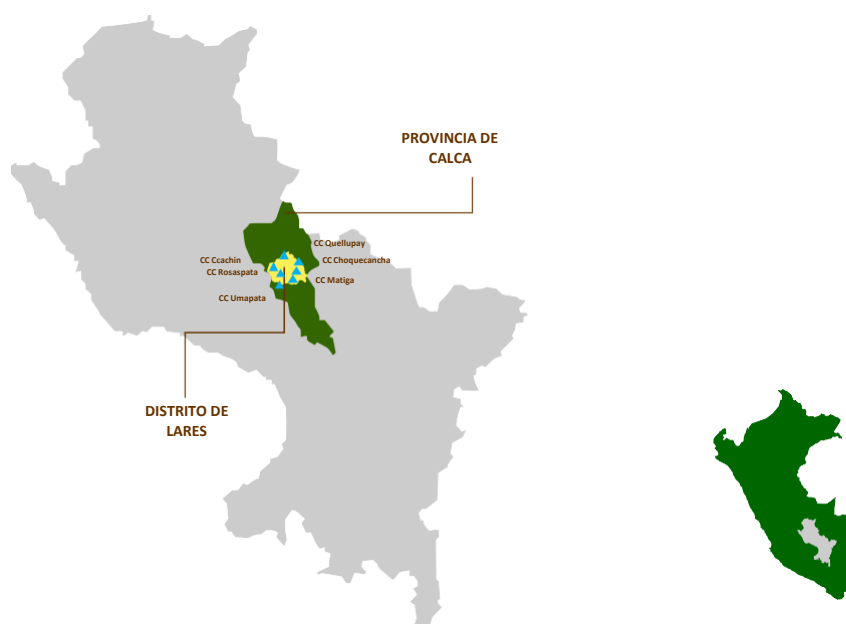 PROVINCIA DE
CALCA
CC Quellupay
CC Ccachin
CC Choquecancha
CC Rosaspata
CC Matiga
CC Umapata
DISTRITO DE
LARES